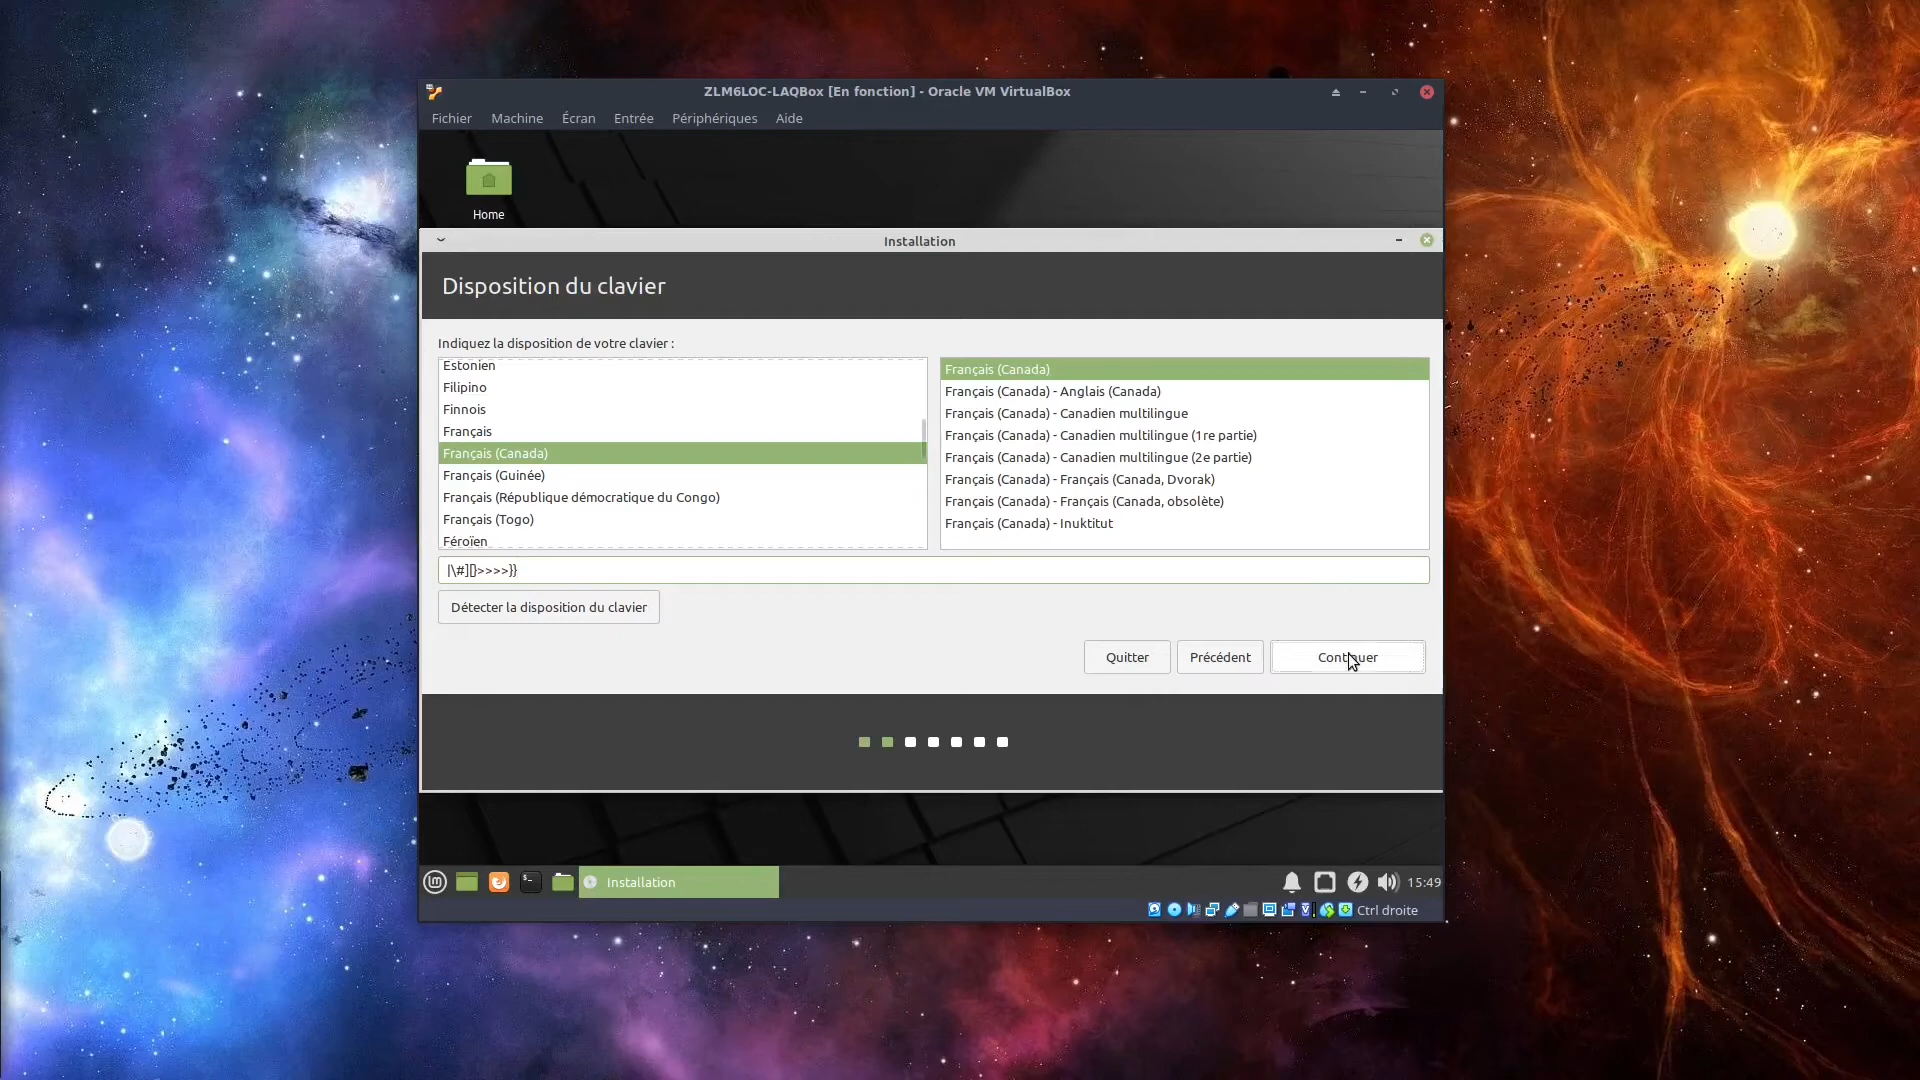 ZLM6LOC-LAQBox [En fonction] - Oracle VM VirtualBox
Fichier Machine Écran Entrée Périphériques Aide
Home
Installation
Disposition du clavier
Indiquez la disposition de votre clavier :
Estonien
Filipino
Finnois
Français
Français (Canada)
Français (Guinée)
Français (République démocratique du Congo)
Français (Togo)
Féroïen
Français (Canada)
Français (Canada) - Anglais (Canada)
Français (Canada) - Canadien multilingue
Français (Canada) - Canadien multilingue (1re partie)
Français (Canada) - Canadien multilingue (2e partie)
Français (Canada) - Français (Canada, Dvorak)
Français (Canada) - Français (Canada, obsolète)
Français (Canada) - Inuktitut
|\#][}>>>>}}
Détecter la disposition du clavier
Quitter Précédent Continuer
Installation 15:49
Ctrl droite